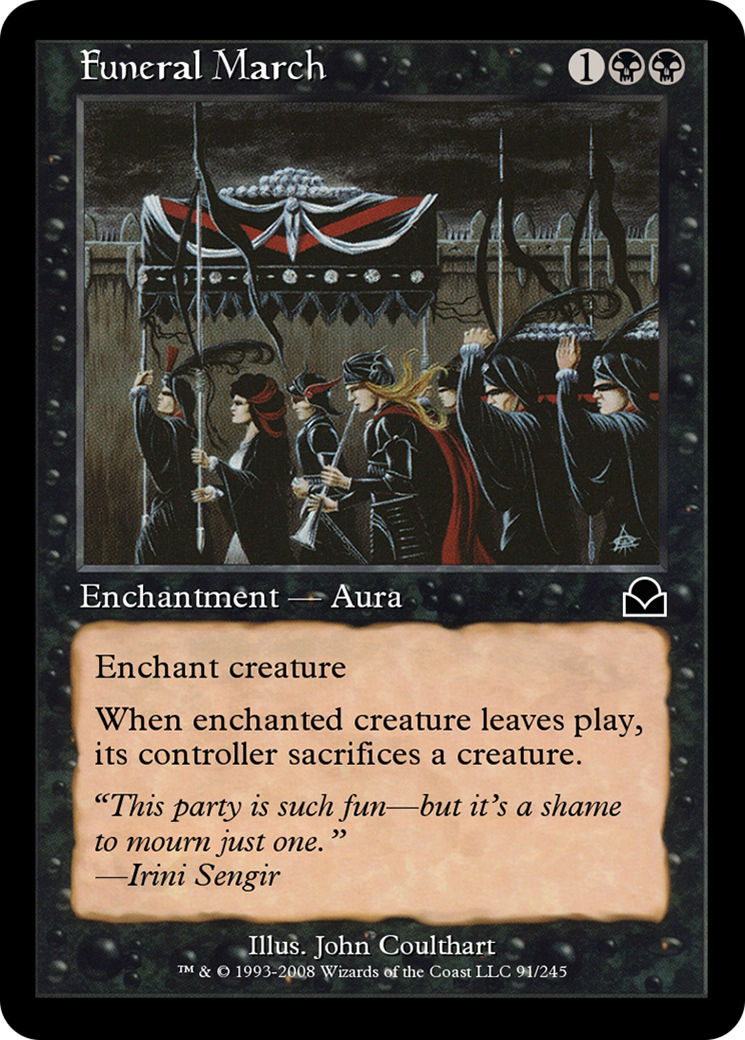 Funeral March
1
Enchantment — Aura
Enchant creature
When enchanted creature leaves play,
its controller sacrifices a creature.
“This party is such fun—but it’s a shame
to mourn just one.”
—Irini Sengir
Illus. John Coulthart
™ & © 1993-2008 Wizards of the Coast LLC 91/245